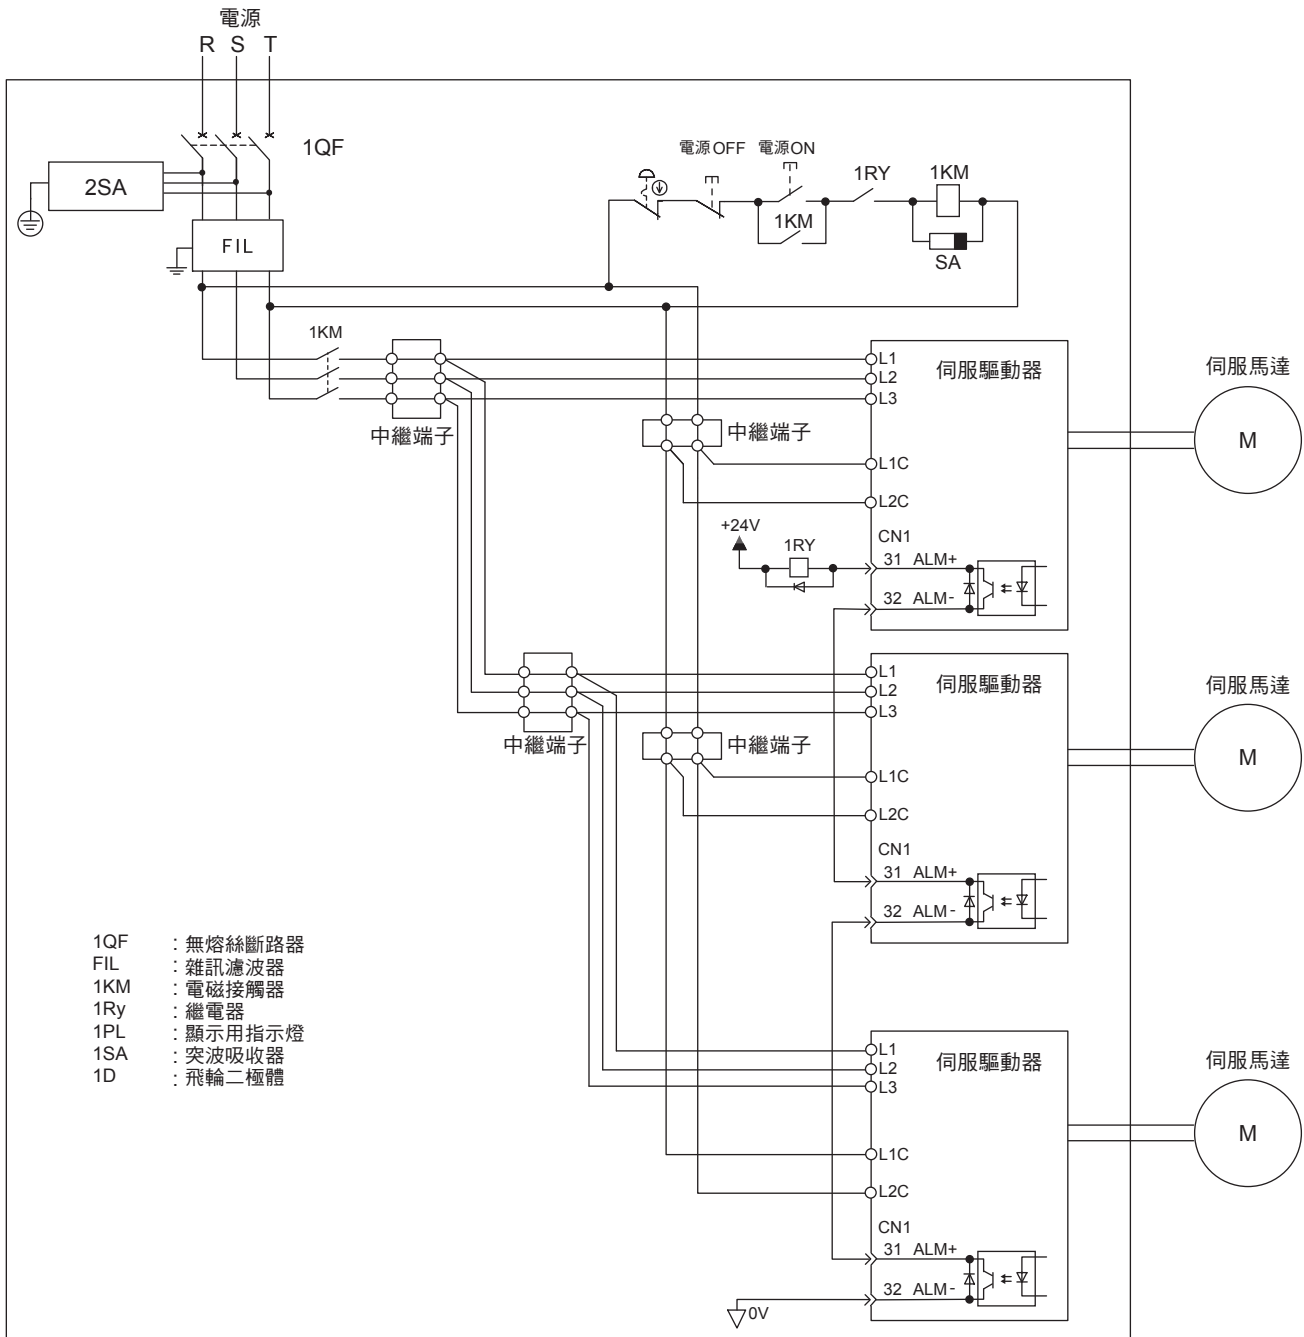 電源
R S T
1QF
2SA
FIL
電源OFF 電源ON
1RY
1KM
1KM
SA
1KM
中繼端子
L1
L2
L3
伺服驅動器
伺服馬達
M
中繼端子
L1C
L2C
+24V
1RY
CN1
31 ALM+
32 ALM-
中繼端子
L1
L2
L3
伺服驅動器
伺服馬達
M
中繼端子
L1C
L2C
CN1
31 ALM+
32 ALM-
1QF : 無熔絲斷路器
FIL : 雜訊濾波器
1KM : 電磁接觸器
1Ry : 繼電器
1PL : 顯示用指示燈
1SA : 突波吸收器
1D : 飛輪二極體
L1
L2
L3
伺服驅動器
伺服馬達
M
L1C
L2C
CN1
31 ALM+
32 ALM-
0V